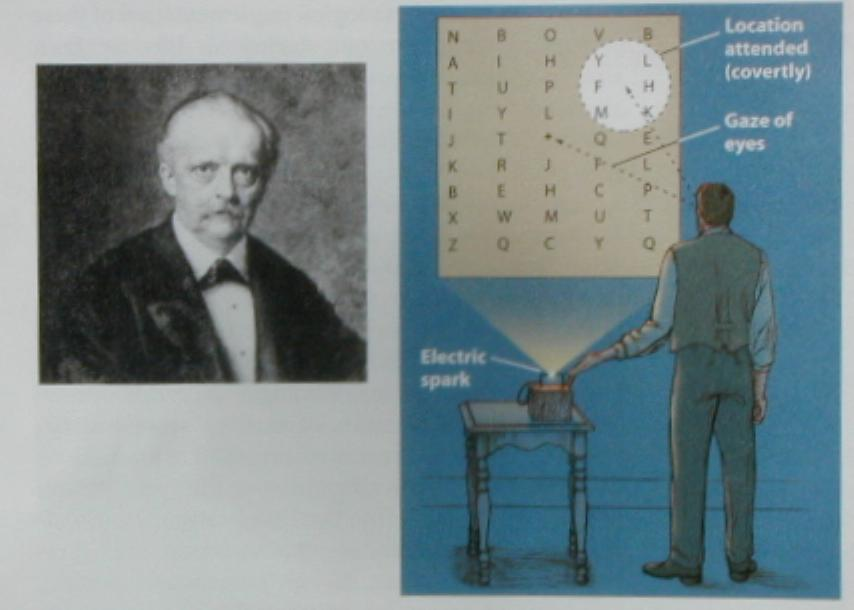 N B O V B
A I H Y L
T U P F H
I Y L M K
J T + Q E
K R J F L
B E H C P
X W M U T
Z Q C Y Q
Location
attended
(covertly)
Gaze of
eyes
Electric
spark